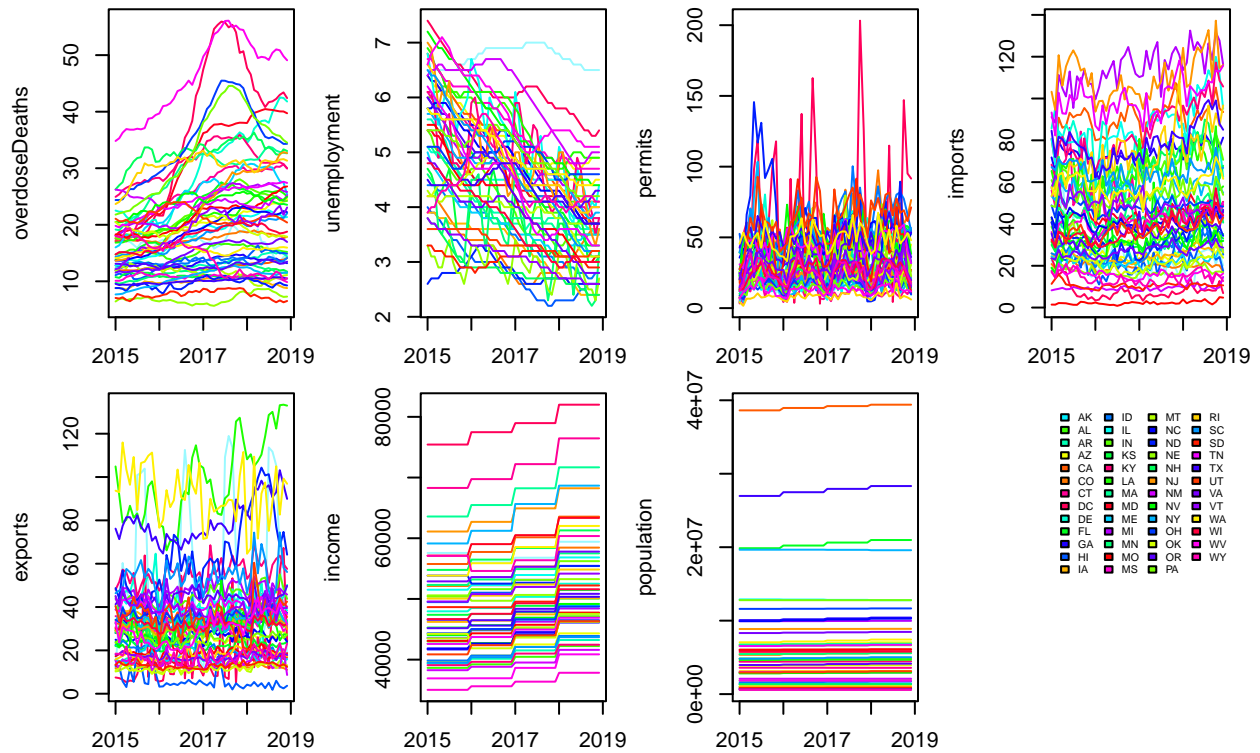 overdoseDeaths
10 20 30 40 50
2015 2017 2019
unemployment
2 3 4 5 6 7
2015 2017 2019
permits
0 50 100 150 200
2015 2017 2019
imports
0 20 40 60 80 120
2015 2017 2019
exports
0 20 40 60 80 120
2015 2017 2019
income
40000 60000 80000
2015 2017 2019
population
0e+00 2e+07 4e+07
2015 2017 2019
AK ID MT RI
AL IL NC SC
AR IN ND SD
AZ KS NE TN
CA KY NH TX
CO LA NJ UT
CT MA NM VA
DC MD NV VT
DE ME NY WA
FL MI OH WI
GA MN OK WV
HI MO OR WY
IA MS PA